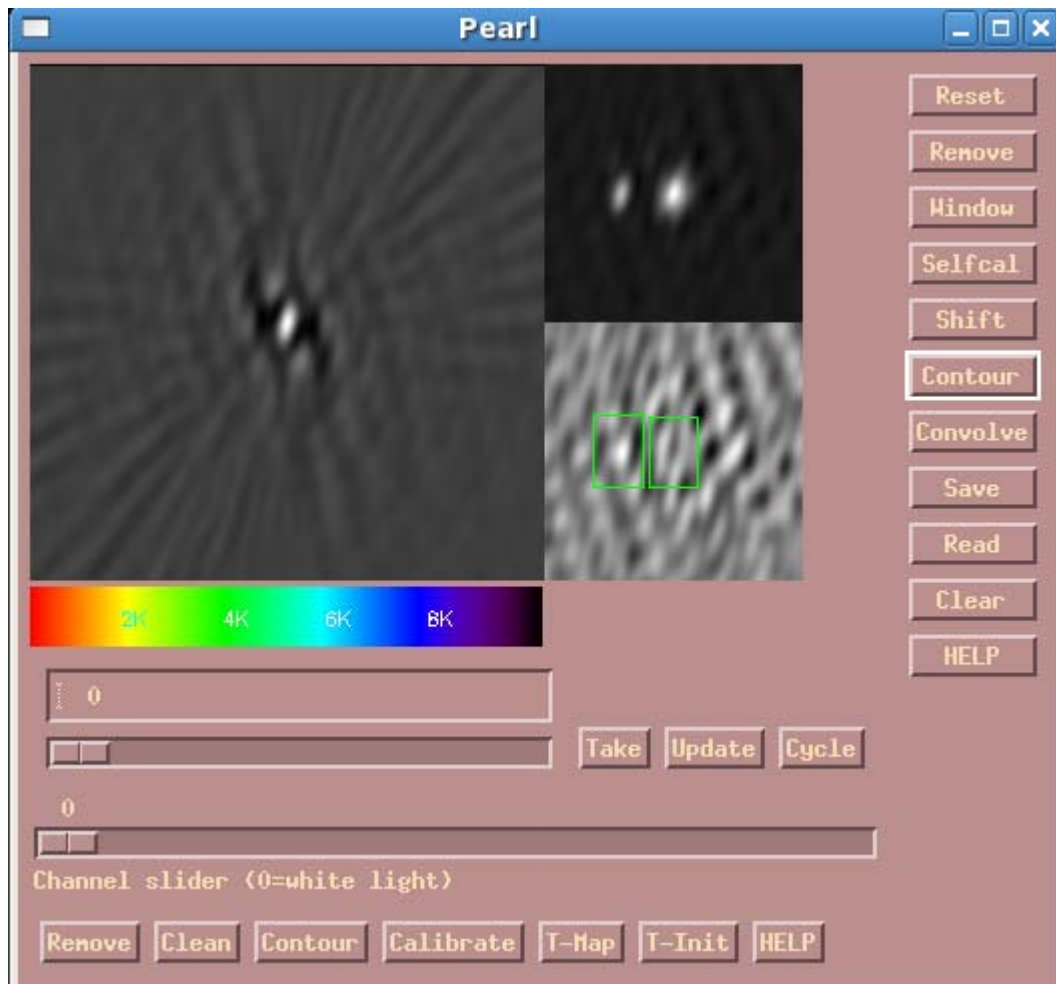 Pearl
Reset
Remove
Window
Selfcal
Shift
Contour
Convolve
Save
Read
Clear
HELP
2K 4K 6K 8K
0
Take Update Cycle
0
Channel slider (0=white light)
Remove Clean Contour Calibrate T-Map T-Init HELP